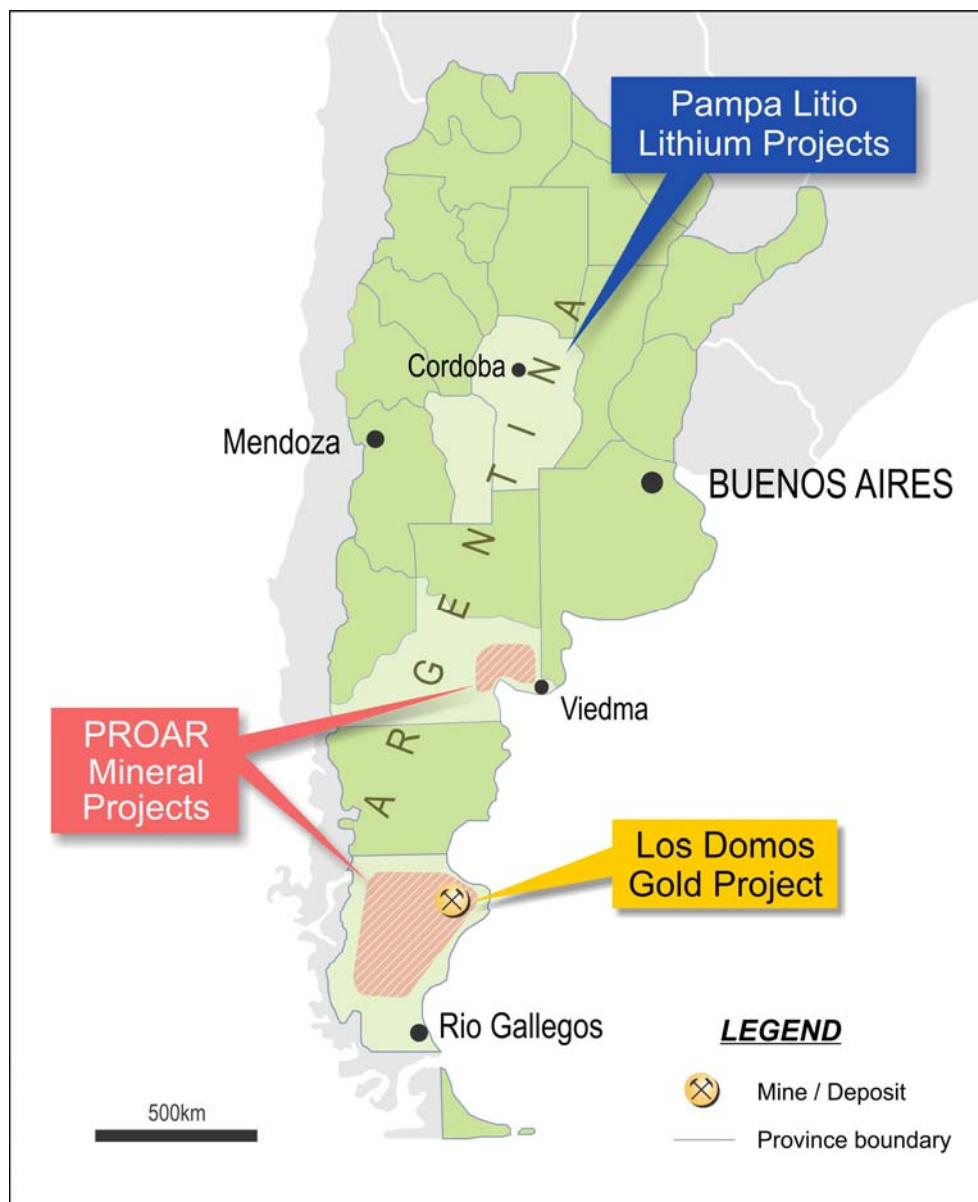 Pampa Litio
Lithium Projects
Cordoba
Mendoza
BUENOS AIRES
ARGENTINA
Viedma
PROAR
Mineral
Projects
Los Domos
Gold Project
Rio Gallegos
LEGEND
Mine / Deposit
Province boundary
500km